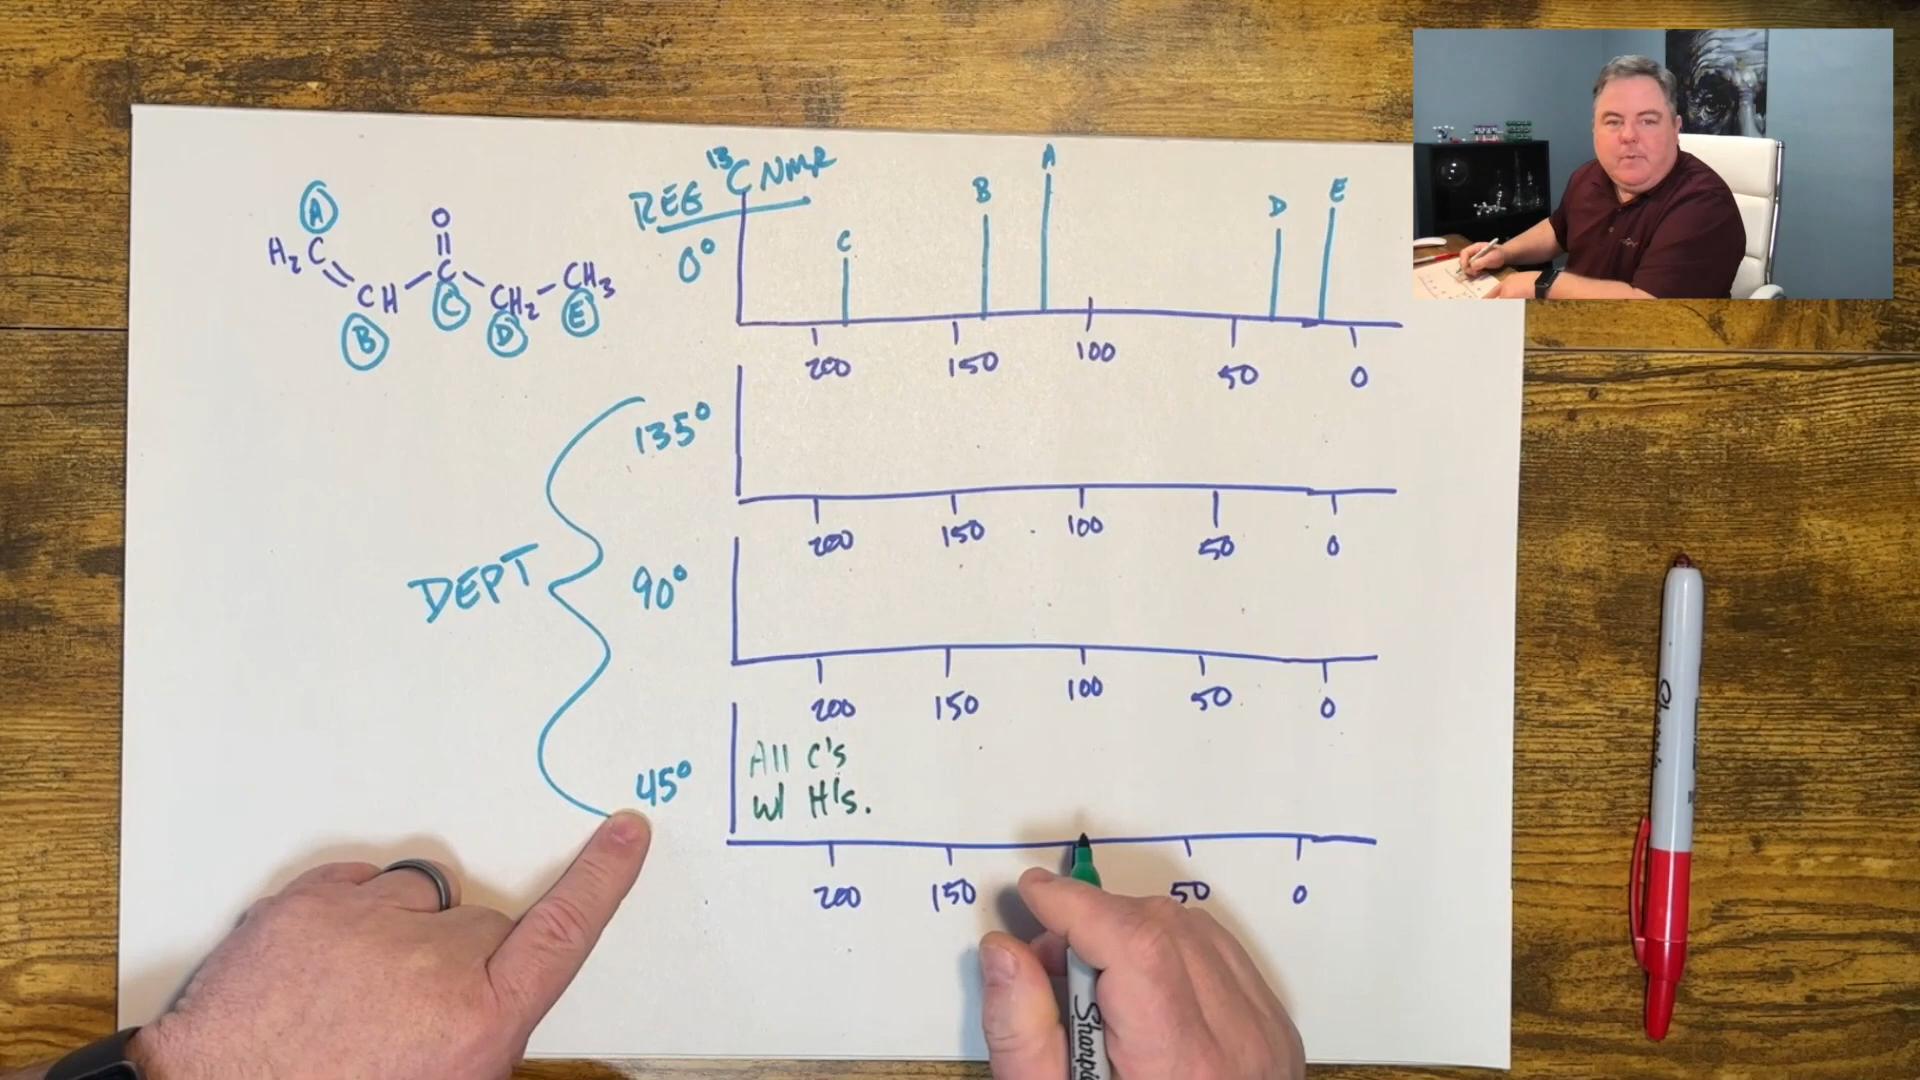 REG ¹³C NMR
0°
A
B
C
D
E
H₂C
A
O
CH
B
C
C
CH₂
D
CH₃
E
200 150 100 50 0
135°
200 150 100 50 0
DEPT
90°
200 150 100 50 0
45°
All C's
w/ H's.
200 150 50 0
Sharpie
Sharpie